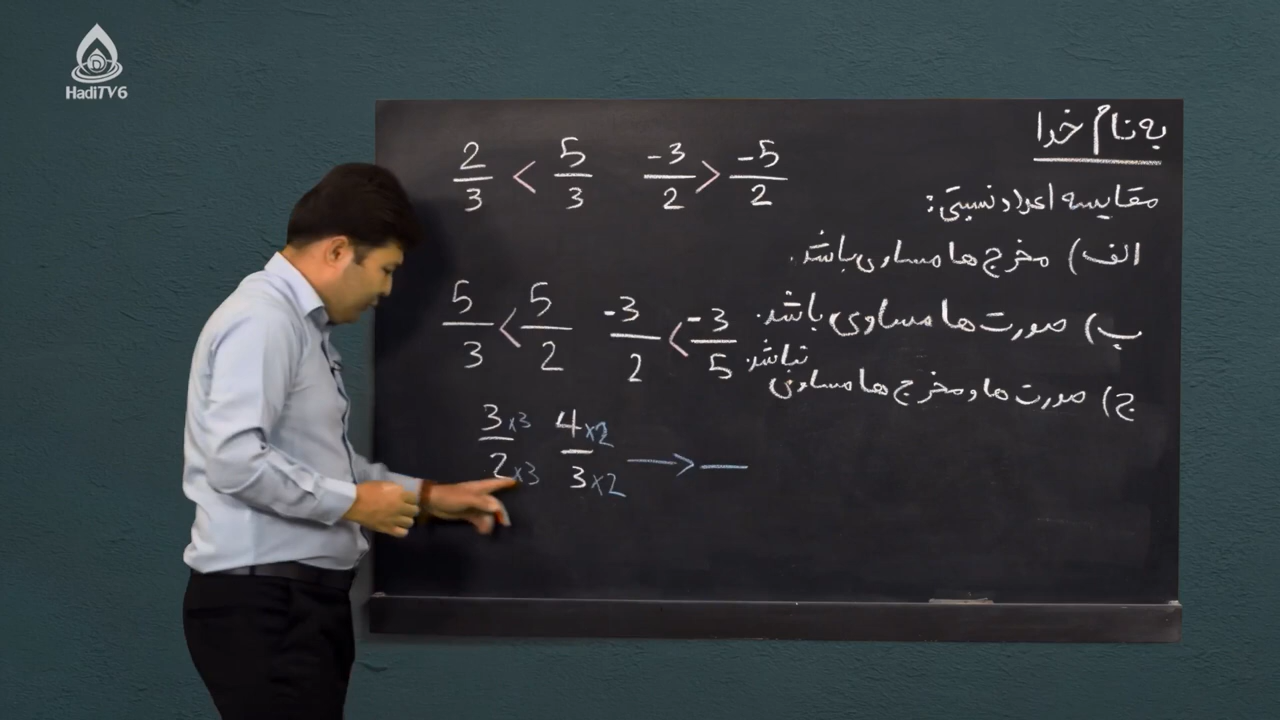 HadiTV6
به نام خدا
مقایسه اعداد نسبتی:
الف) مخرج ها مساوی باشد.
2/3 < 5/3   -3/2 > -5/2
ب) صورت ها مساوی باشد.
5/3 < 5/2   -3/2 < -3/5
ج) صورت ها و مخرج ها مساوی
نباشد.
3×3/2×3   4×2/3×2 → —